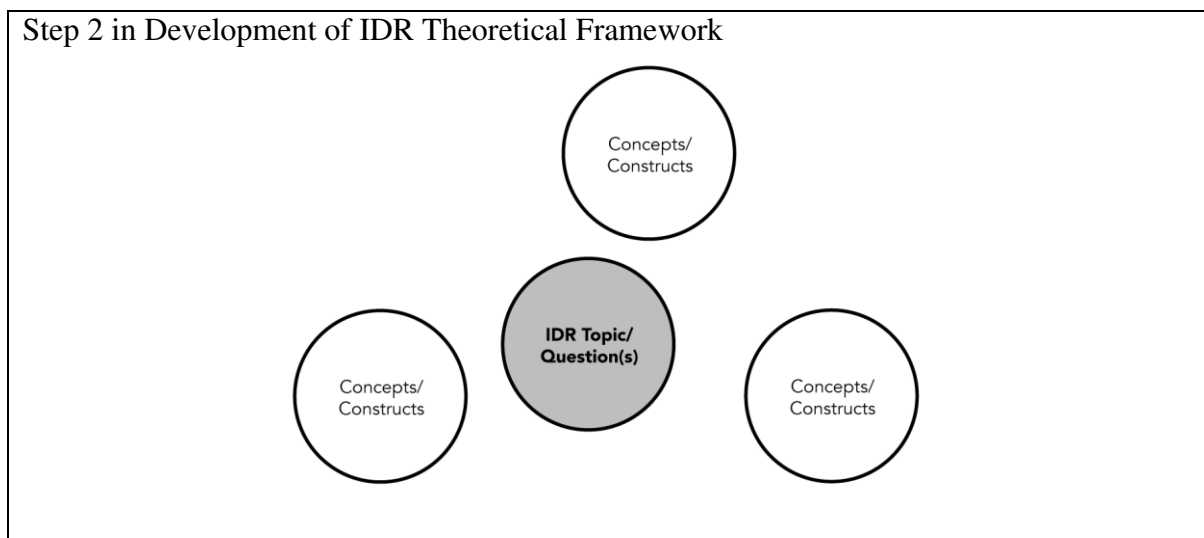 Step 2 in Development of IDR Theoretical Framework
Concepts/
Constructs
IDR Topic/
Question(s)
Concepts/
Constructs
Concepts/
Constructs